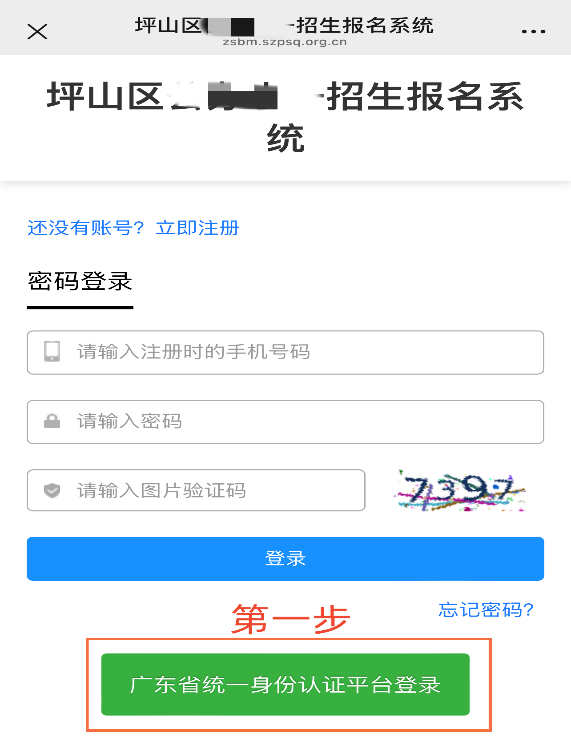 坪山区 招生报名系统
zsbm.szpsq.org.cn
坪山区 招生报名系
统
还没有账号? 立即注册
密码登录
请输入注册时的手机号码
请输入密码
请输入图片验证码
7397
登录
忘记密码?
第一步
广东省统一身份认证平台登录